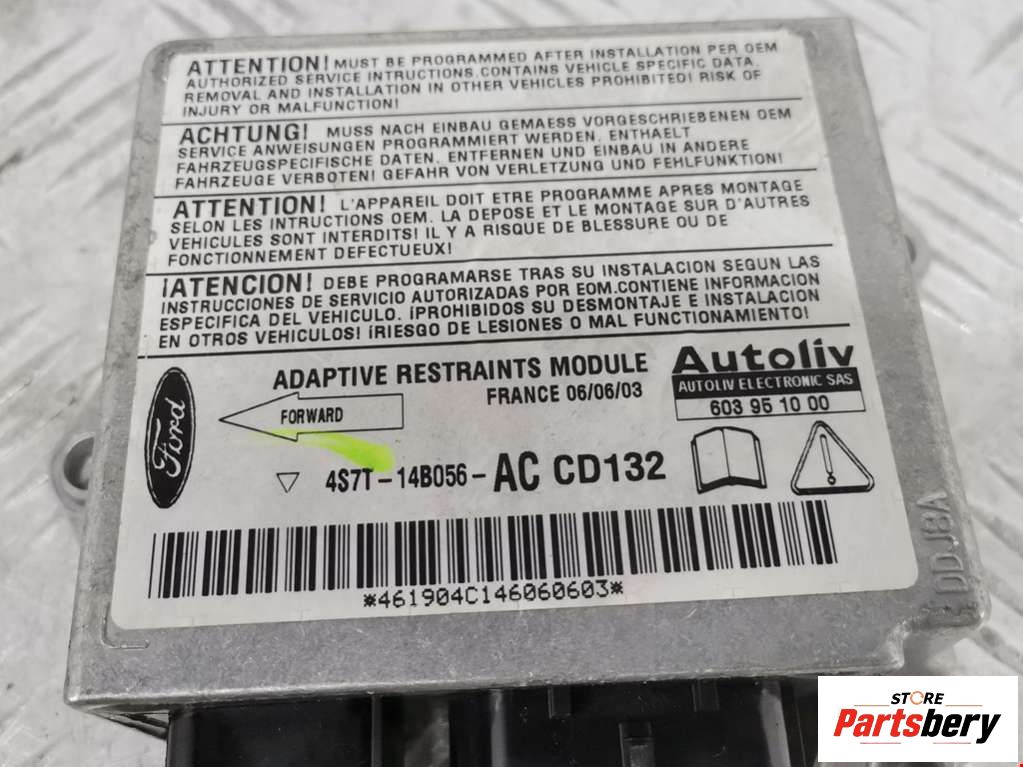 ATTENTION! MUST BE PROGRAMMED AFTER INSTALLATION PER OEM
AUTHORIZED SERVICE INTRUCTIONS.CONTAINS VEHICLE SPECIFIC DATA.
REMOVAL AND INSTALLATION IN OTHER VEHICLES PROHIBITED! RISK OF
INJURY OR MALFUNCTION!
ACHTUNG! MUSS NACH EINBAU GEMAESS VORGESCHRIEBENEN OEM
SERVICE ANWEISUNGEN PROGRAMMIERT WERDEN. ENTHAELT
FAHRZEUGSPEZIFISCHE DATEN. ENTFERNEN UND EINBAU IN ANDERE
FAHRZEUGE VERBOTEN! GEFAHR VON VERLETZUNG UND FEHLFUNKTION!
ATTENTION! L'APPAREIL DOIT ETRE PROGRAMME APRES MONTAGE
SELON LES INTRUCTIONS OEM. LA DEPOSE ET LE MONTAGE SUR D'AUTRES
VEHICULES SONT INTERDITS! IL Y A RISQUE DE BLESSURE OU DE
FONCTIONNEMENT DEFECTUEUX!
¡ATENCION! DEBE PROGRAMARSE TRAS SU INSTALACION SEGUN LAS
INSTRUCCIONES DE SERVICIO AUTORIZADAS POR EOM.CONTIENE INFORMACION
ESPECIFICA DEL VEHICULO. ¡PROHIBIDOS SU DESMONTAJE E INSTALACION
EN OTROS VEHICULOS! ¡RIESGO DE LESIONES O MAL FUNCTIONAMIENTO!
ADAPTIVE RESTRAINTS MODULE
FRANCE 06/06/03
Autoliv
AUTOLIV ELECTRONIC SAS
603 95 10 00
Ford
FORWARD
4S7T-14B056-AC CD132
*461904C146060603*
DDJ8A
STORE
Partsbery